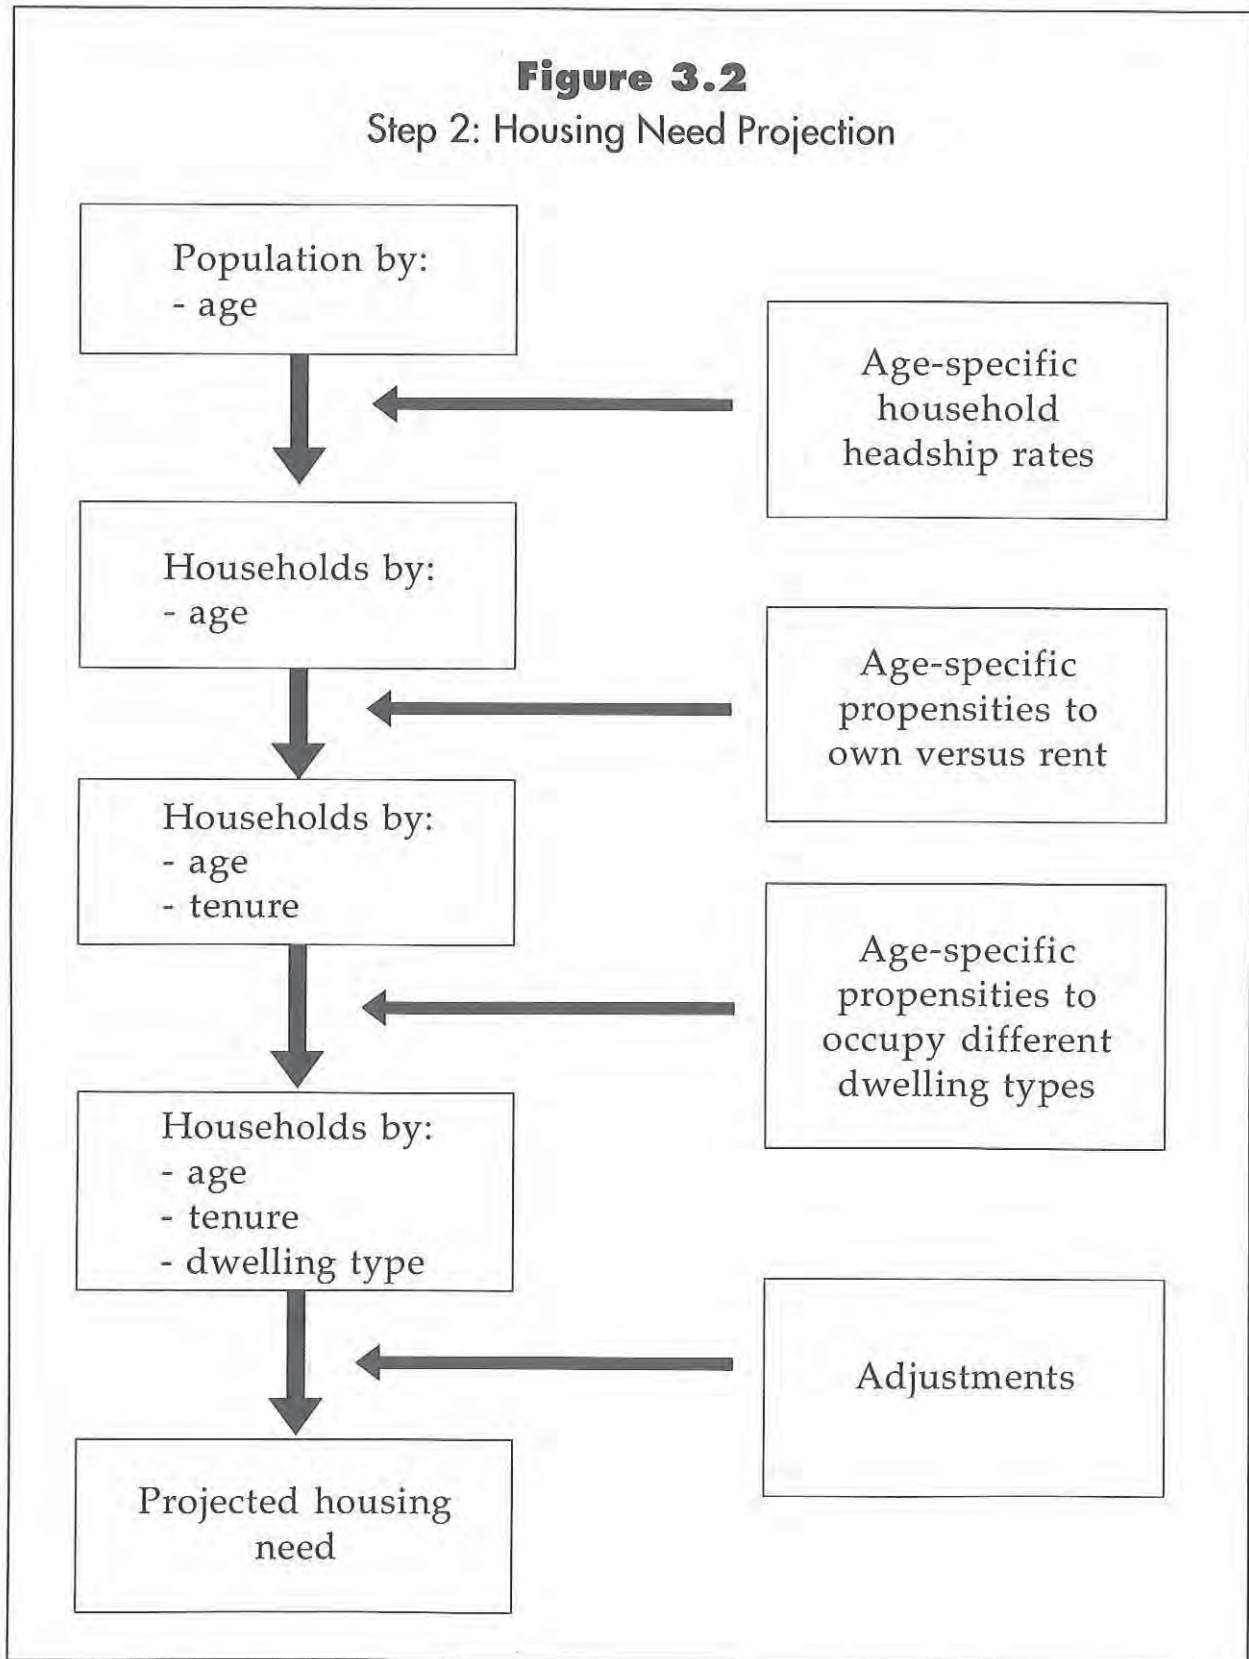 Figure 3.2
Step 2: Housing Need Projection
Population by:
- age
Age-specific
household
headship rates
Households by:
- age
Age-specific
propensities to
own versus rent
Households by:
- age
- tenure
Age-specific
propensities to
occupy different
dwelling types
Households by:
- age
- tenure
- dwelling type
Adjustments
Projected housing
need